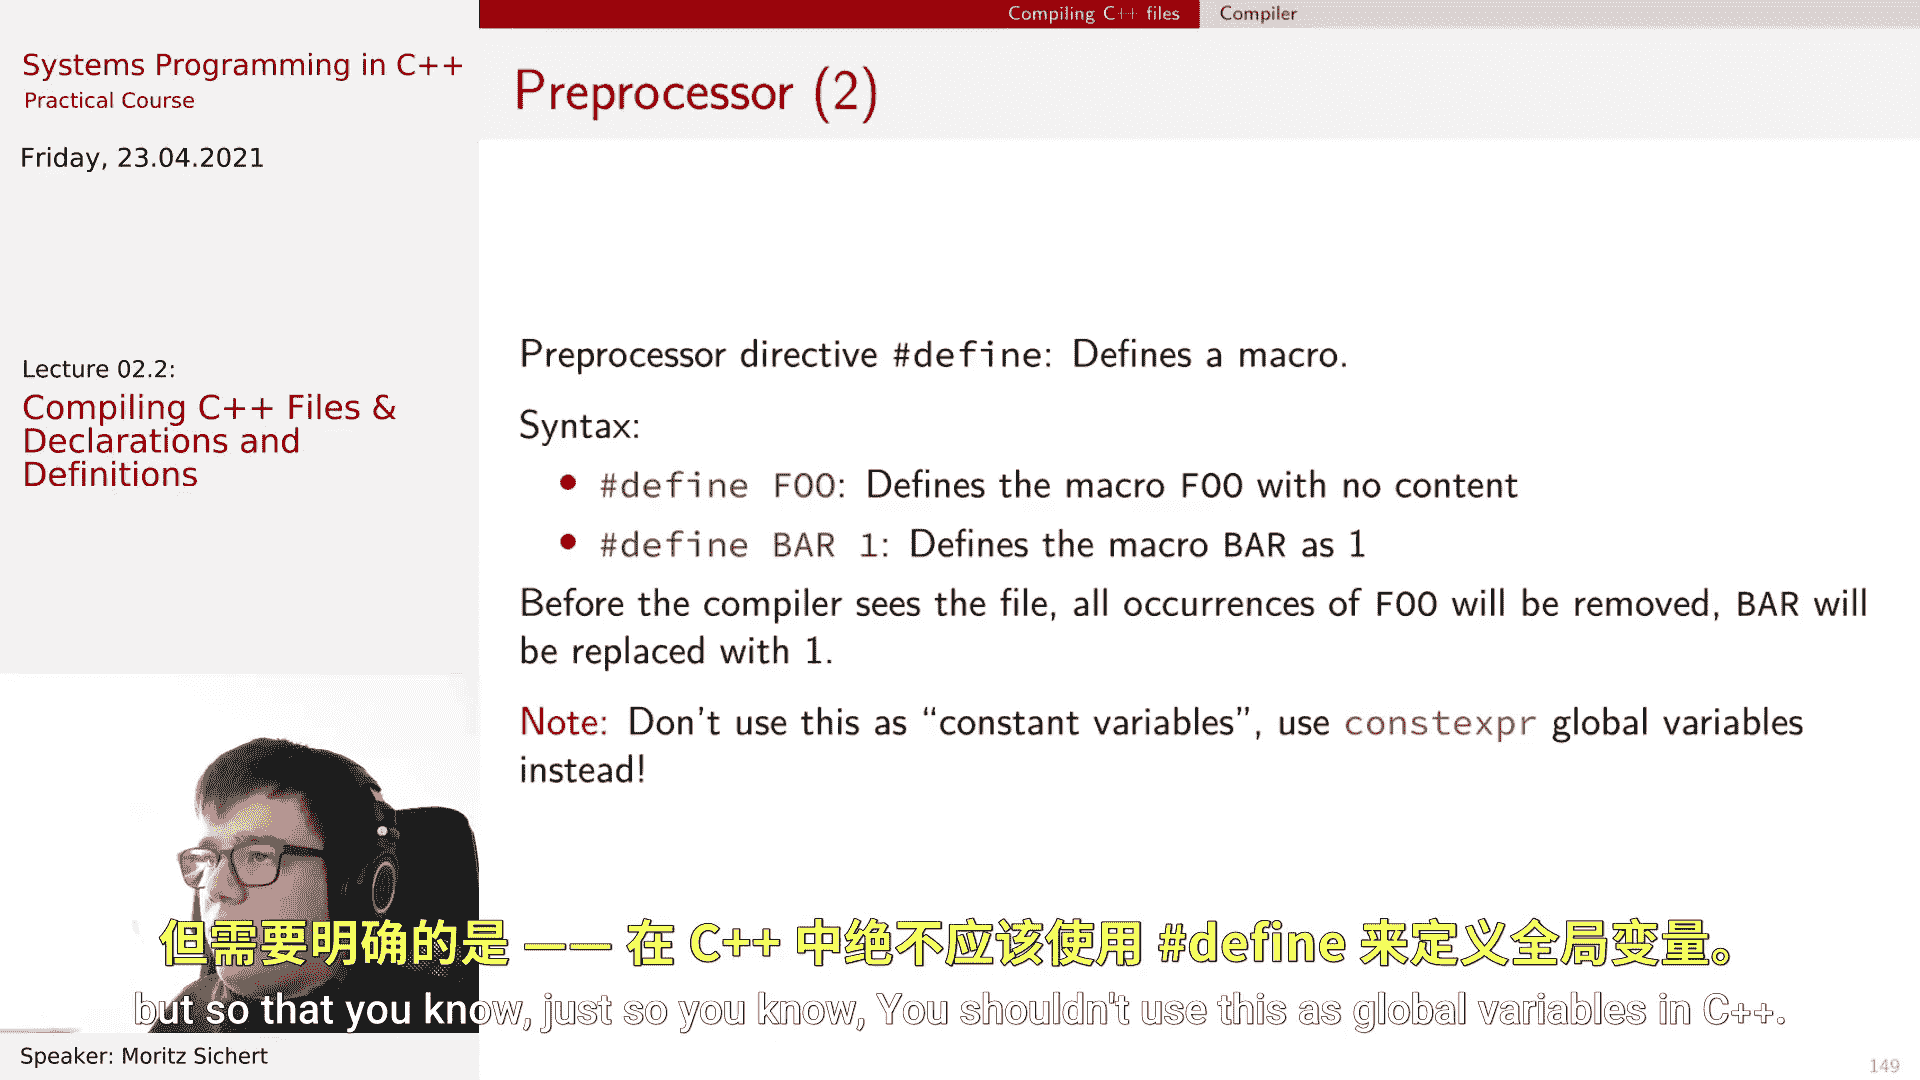 Compiling C++ files Compiler
Systems Programming in C++
Practical Course
Friday, 23.04.2021
Preprocessor (2)
Preprocessor directive #define: Defines a macro.
Syntax:
• #define FOO: Defines the macro FOO with no content
• #define BAR 1: Defines the macro BAR as 1
Before the compiler sees the file, all occurrences of FOO will be removed, BAR will
be replaced with 1.
Note: Don't use this as “constant variables”, use constexpr global variables
instead!
Lecture 02.2:
Compiling C++ Files &
Declarations and
Definitions
但需要明确的是 —— 在 C++ 中绝不应该使用 #define 来定义全局变量。
but so that you know, just so you know, You shouldn't use this as global variables in C++.
Speaker: Moritz Sichert
149